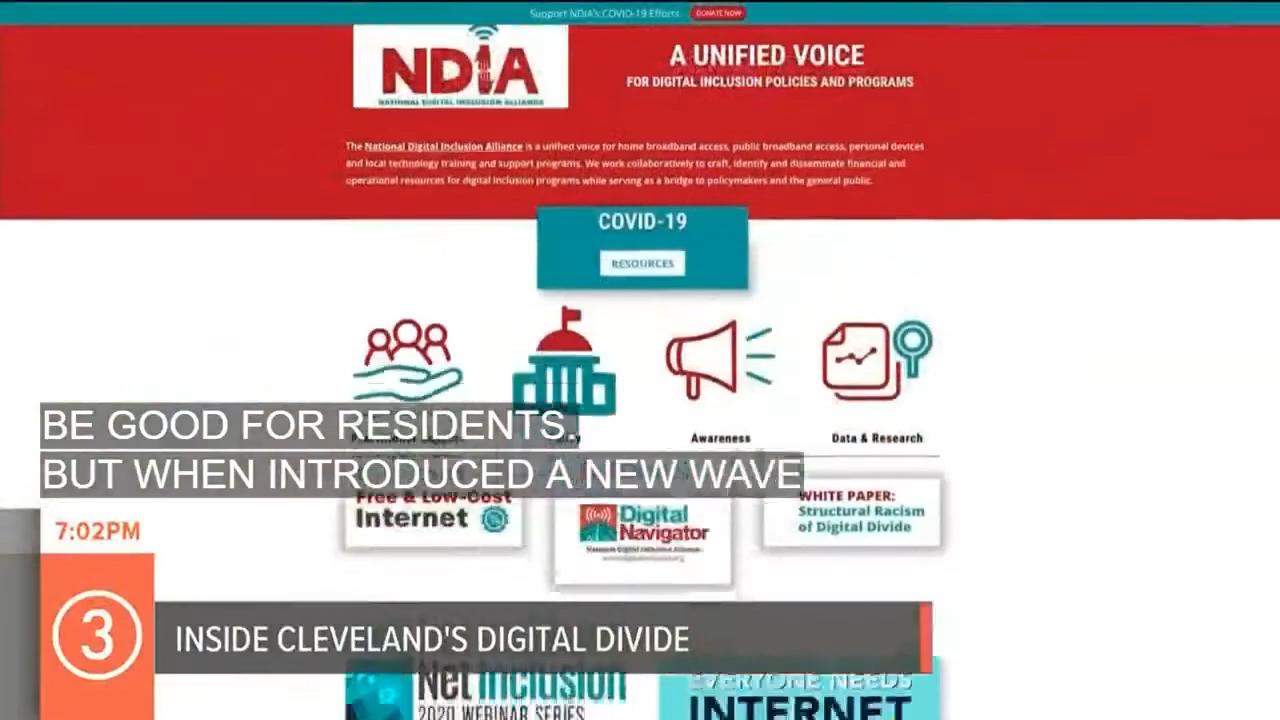 Support NDIA's COVID-19 Efforts DONATE NOW
NDIA
NATIONAL DIGITAL INCLUSION ALLIANCE
A UNIFIED VOICE
FOR DIGITAL INCLUSION POLICIES AND PROGRAMS
The National Digital Inclusion Alliance is a unified voice for home broadband access, public broadband access, personal devices
and local technology training and support programs. We work collaboratively to craft, identify and disseminate financial and
operational resources for digital inclusion programs while serving as a bridge to policymakers and the general public.
COVID-19
RESOURCES
BE GOOD FOR RESIDENTS.
BUT WHEN INTRODUCED A NEW WAVE
Awareness
Data & Research
Free & Low-Cost
Internet
Digital
Navigator
National Digital Inclusion Alliance
WHITE PAPER:
Structural Racism
of Digital Divide
7:02PM
3
INSIDE CLEVELAND'S DIGITAL DIVIDE
Net Inclusion
2020 WEBINAR SERIES
EVERYONE NEEDS
INTERNET